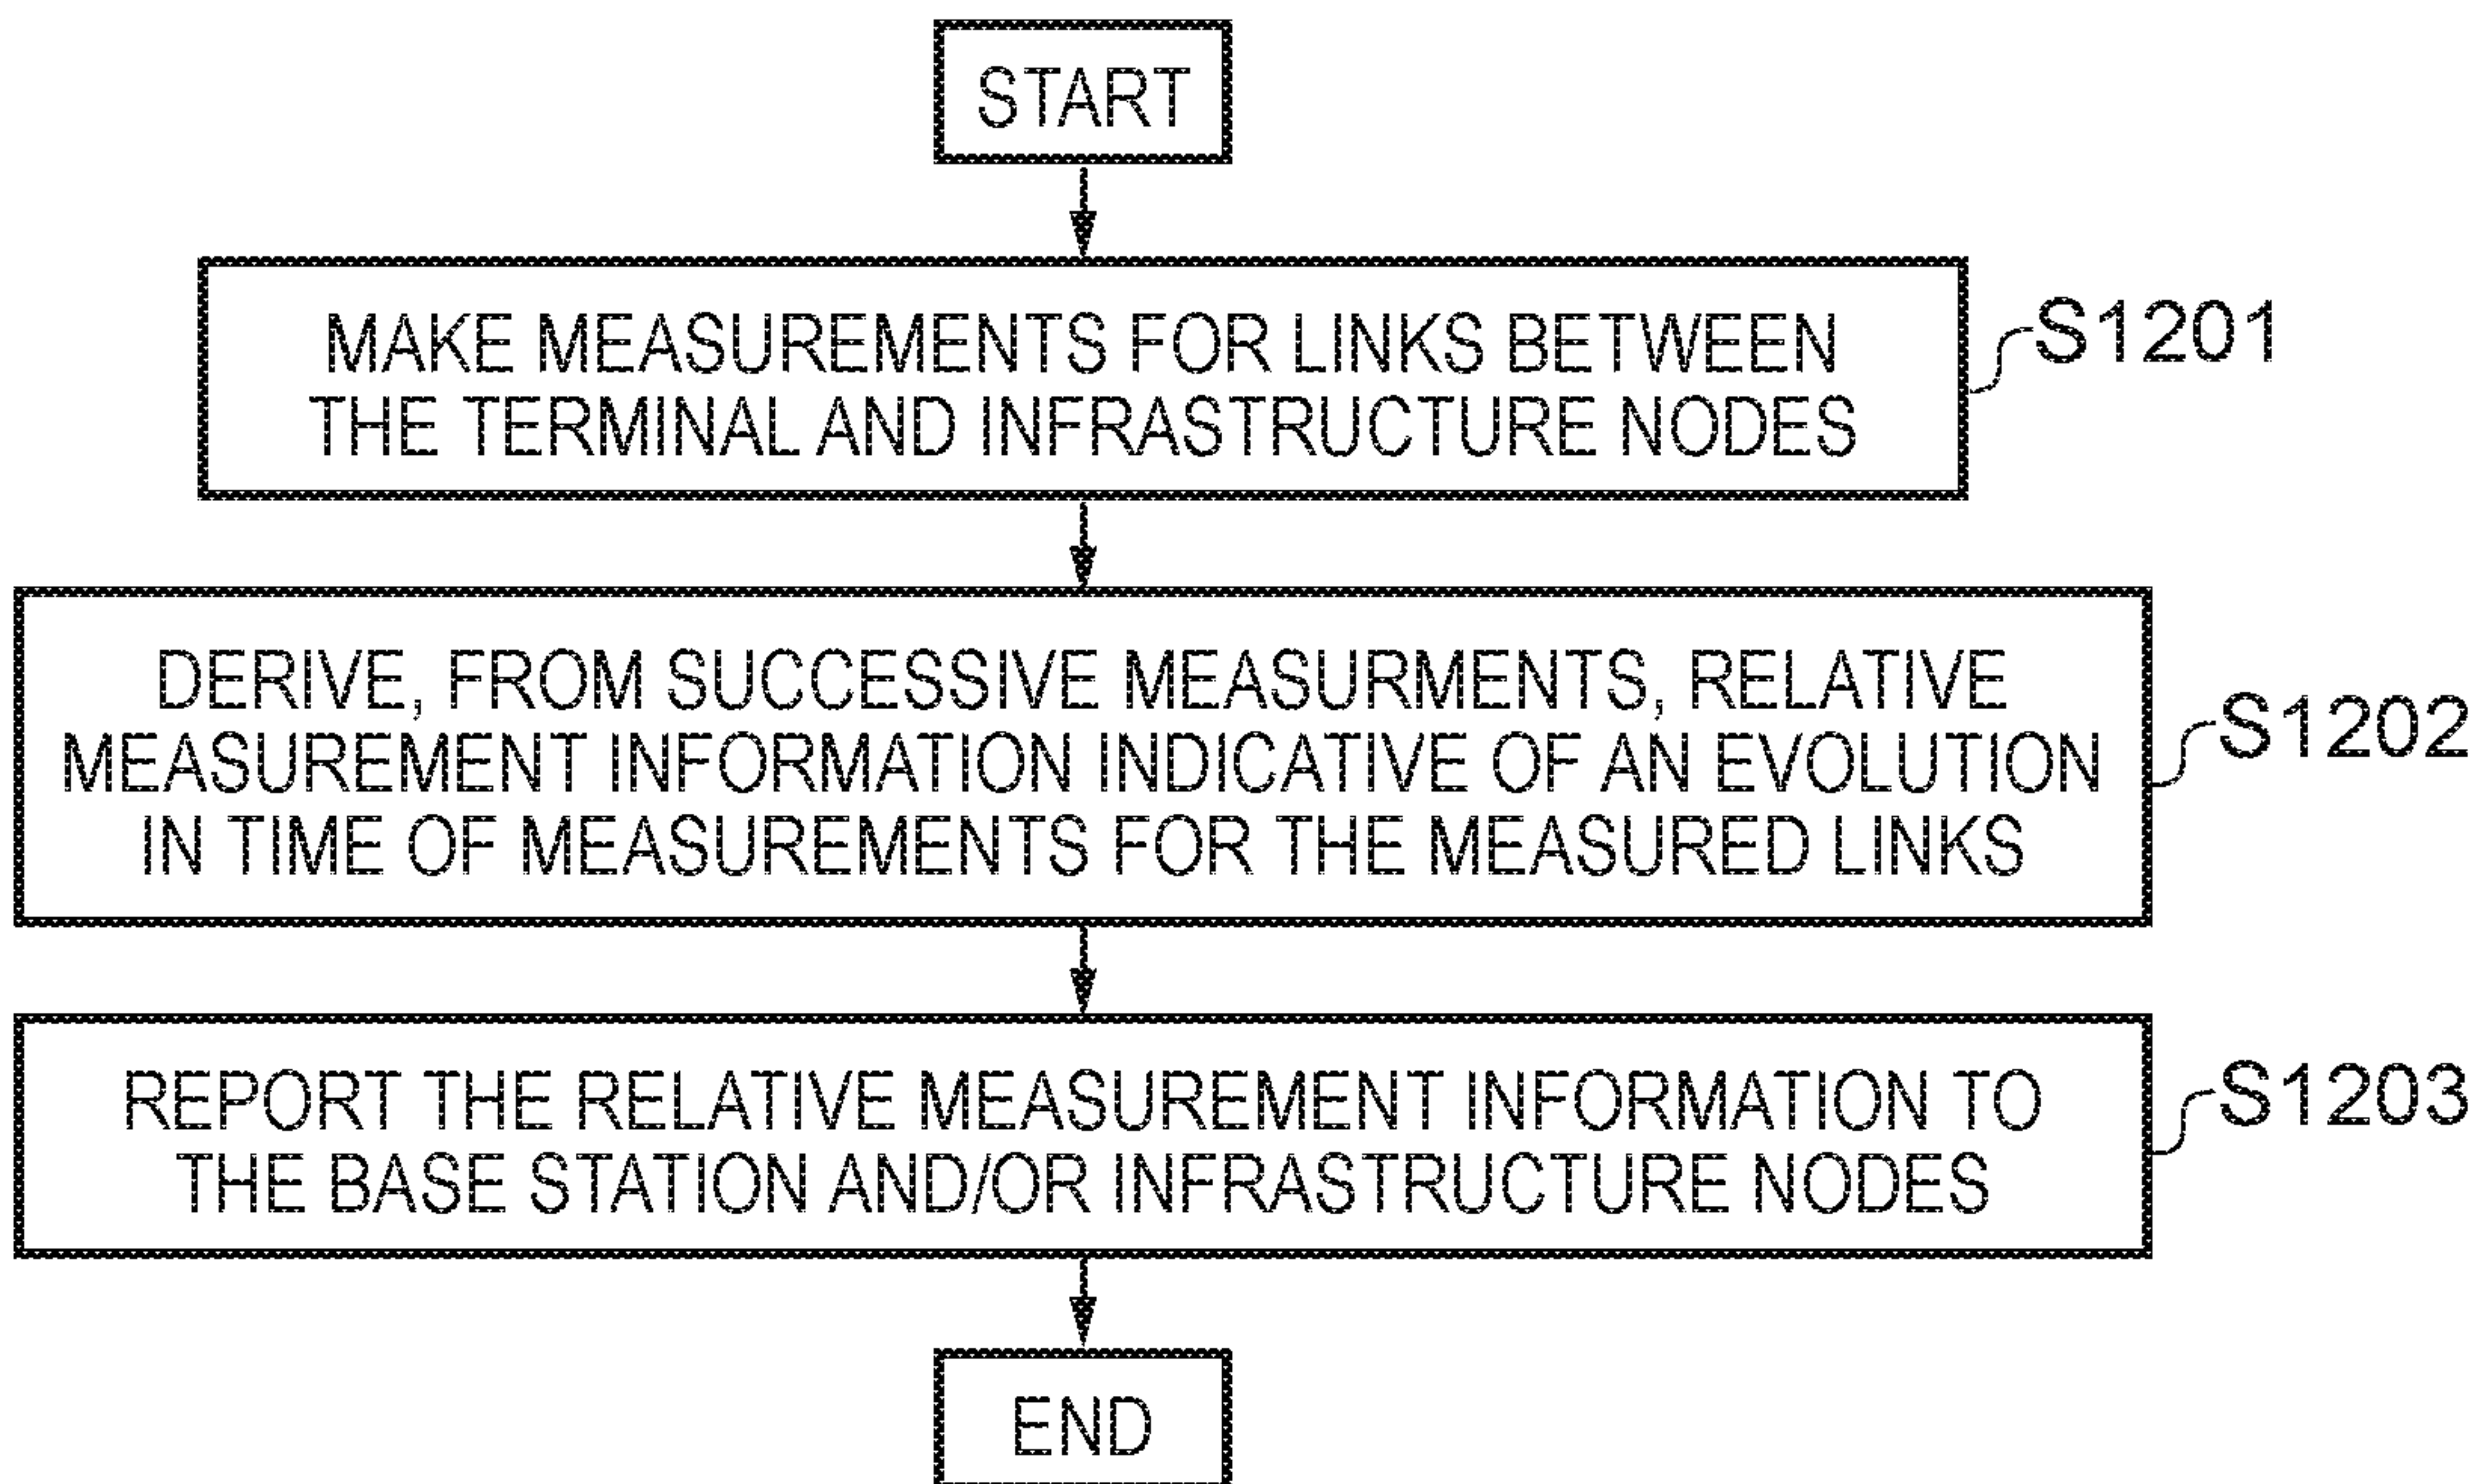 START
MAKE MEASUREMENTS FOR LINKS BETWEEN
THE TERMINAL AND INFRASTRUCTURE NODES
S1201
DERIVE, FROM SUCCESSIVE MEASURMENTS, RELATIVE
MEASUREMENT INFORMATION INDICATIVE OF AN EVOLUTION
IN TIME OF MEASUREMENTS FOR THE MEASURED LINKS
S1202
REPORT THE RELATIVE MEASUREMENT INFORMATION TO
THE BASE STATION AND/OR INFRASTRUCTURE NODES
S1203
END